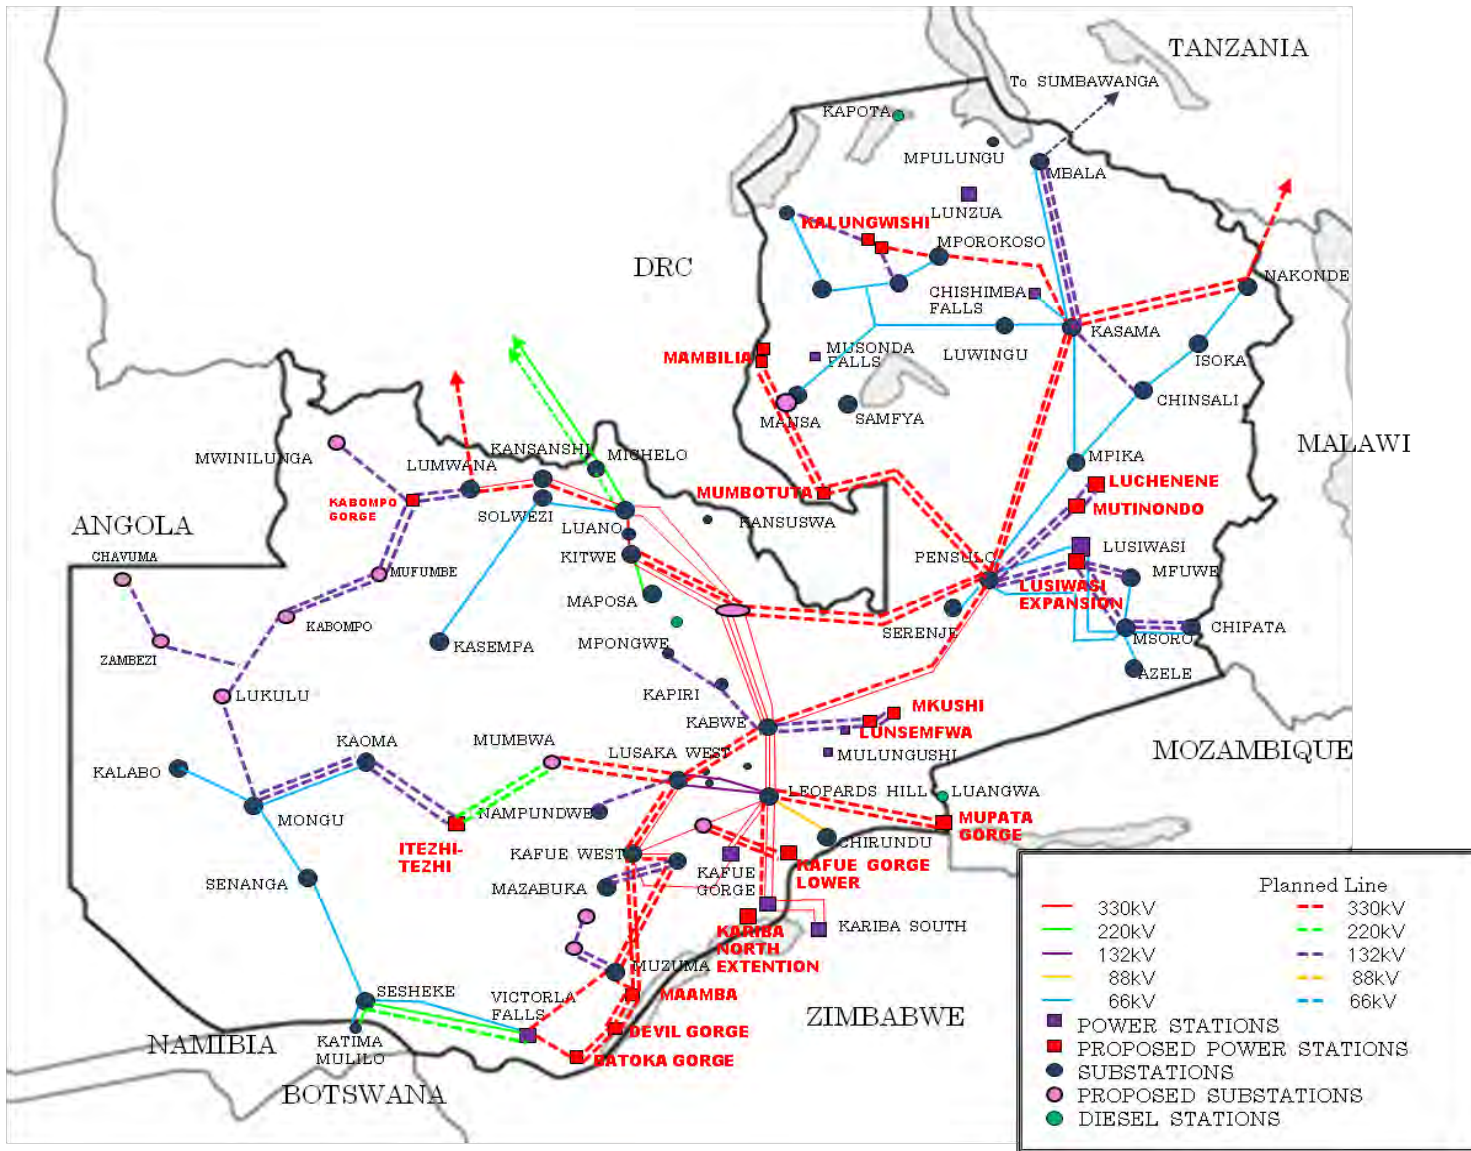 TANZANIA
To SUMBAWANGA
KAPOTA
MPULUNGU
MBALA
LUNZUA
KALUNGWISHI
MPOROKOSO
DRC
NAKONDE
CHISHIMBA
FALLS
KASAMA
MUSONDA
FALLS
LUWINGU
ISOKA
MAMBILIA
CHINSALI
MANSA
SAMFYA
MALAWI
MWINILUNGA
LUMWANA
KANSANSHI
MICHELO
MPIKA
LUCHENENE
MUMBOTUTA
MUTINONDO
KABOMPO
GORGE
SOLWEZI
LUANO
KANSUSWA
ANGOLA
CHAVUMA
KITWE
PENSULO
LUSIWASI
MUFUMBE
MFUWE
LUSIWASI
EXPANSION
MAPOSA
KABOMPO
SERENJE
MSORO
CHIPATA
KASEMPA
MPONGWE
ZAMBEZI
AZELE
LUKULU
KAPIRI
MKUSHI
KABWE
LUNSEMFWA
KAOMA
MUMBWA
LUSAKA WEST
MULUNGUSHI
MOZAMBIQUE
KALABO
LEOPARDS HILL
LUANGWA
MONGU
NAMPUNDWE
MUPATA
GORGE
ITEZHI-
TEZHI
CHIRUNDU
KAFUE WEST
KAFUE
GORGE
KAFUE GORGE
LOWER
SENANGA
MAZABUKA
KARIBA SOUTH
KARIBA
NORTH
EXTENTION
MUZUMA
SESHEKE
VICTORLA
FALLS
MAAMBA
ZIMBABWE
DEVIL GORGE
NAMIBIA
KATIMA
MULILO
BATOKA GORGE
BOTSWANA
Planned Line
330kV 330kV
220kV 220kV
132kV 132kV
88kV 88kV
66kV 66kV
POWER STATIONS
PROPOSED POWER STATIONS
SUBSTATIONS
PROPOSED SUBSTATIONS
DIESEL STATIONS